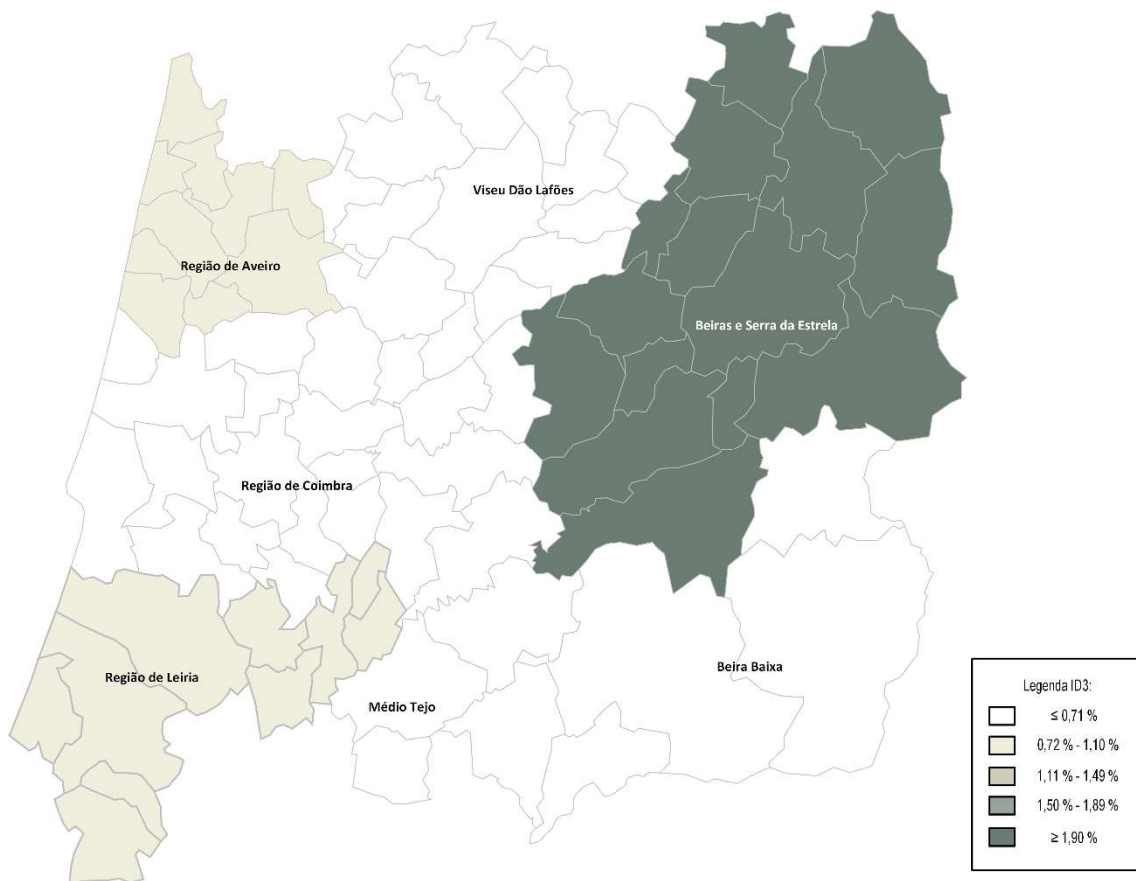 Viseu Dão Lafões
Região de Aveiro
Beiras e Serra da Estrela
Região de Coimbra
Região de Leiria
Médio Tejo
Beira Baixa
Legenda ID3:
≤ 0,71 %
0,72 % - 1,10 %
1,11 % - 1,49 %
1,50 % - 1,89 %
≥ 1,90 %